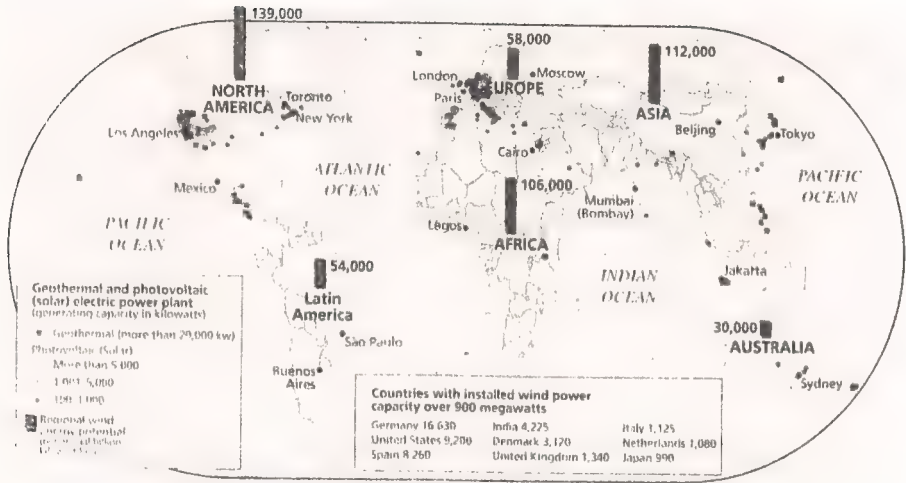 139,000
58,000
112,000
London
Moscow
NORTH
AMERICA
Paris
EUROPE
Toronto
New York
ASIA
Los Angeles
Beijing
Tokyo
Cairo
ATLANTIC
OCEAN
PACIFIC
OCEAN
Mexico
106,000
Mumbai
(Bombay)
PACIFIC
OCEAN
Lagos
AFRICA
54,000
INDIAN
OCEAN
Jakarta
Latin
America
30,000
AUSTRALIA
São Paulo
Buenos
Aires
Sydney
Geothermal and photovoltaic
(solar) electric power plant
(generating capacity in kilowatts)
Geothermal (more than 20,000 kw)
Photovoltaic (Solar)
More than 5,000
Regional wind
energy potential
Countries with installed wind power
capacity over 900 megawatts
Germany 16 630
United States 9,200
Spain 8 260
India 4,225
Denmark 3,120
United Kingdom 1,340
Italy 1,125
Netherlands 1,080
Japan 990